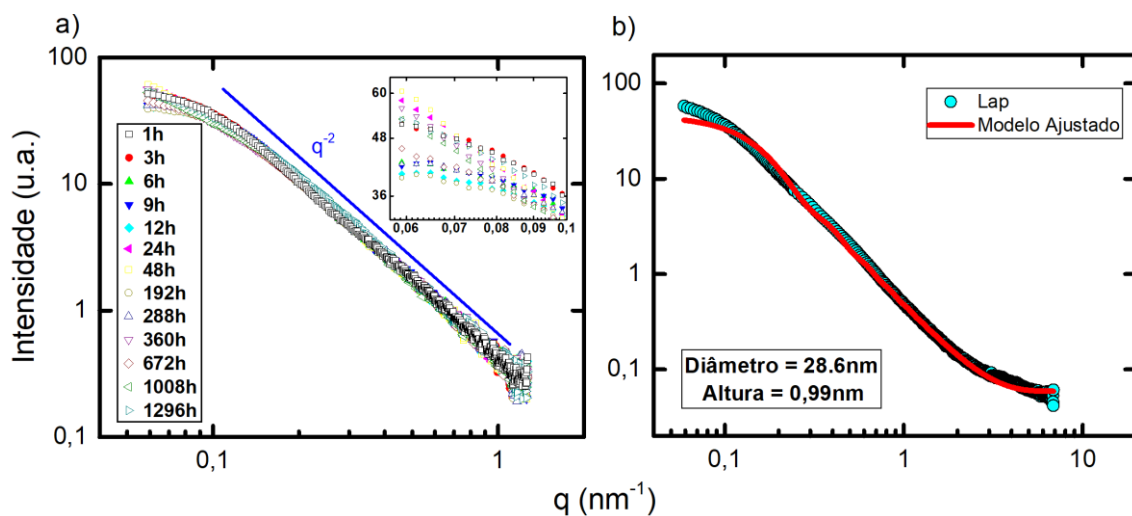 a)
Intensidade (u.a.)
100
10
1
0,1
0,1
1
q⁻²
1h
3h
6h
9h
12h
24h
48h
192h
288h
360h
672h
1008h
1296h
60
48
36
0,06
0,07
0,08
0,09
0,1
b)
100
10
1
0,1
0,1
1
10
Lap
Modelo Ajustado
Diâmetro = 28.6nm
Altura = 0,99nm
q (nm⁻¹)